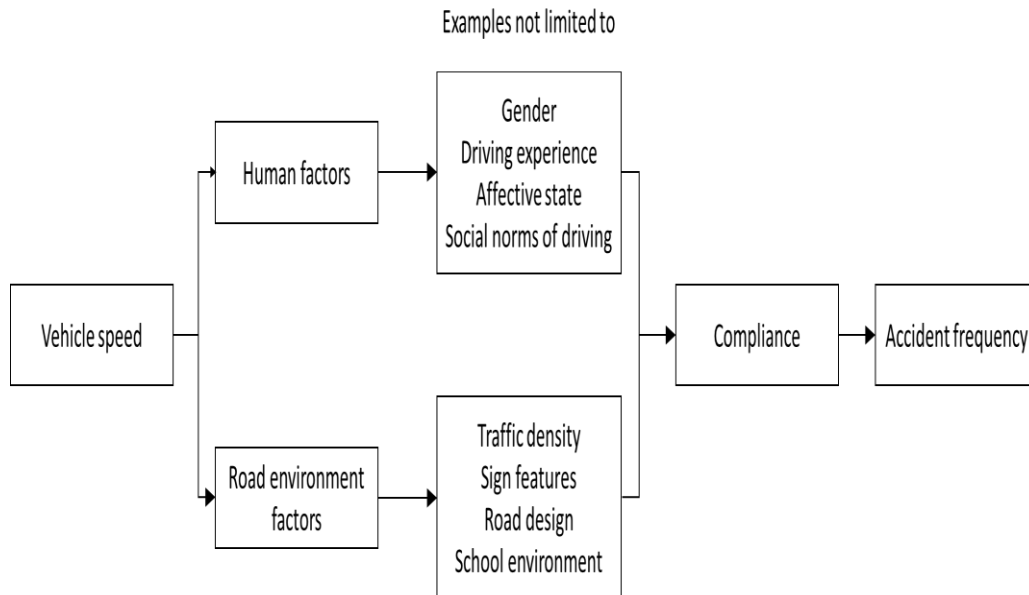 Examples not limited to
Gender
Driving experience
Affective state
Social norms of driving
Human factors
Vehicle speed
Compliance
Accident frequency
Road environment
factors
Traffic density
Sign features
Road design
School environment